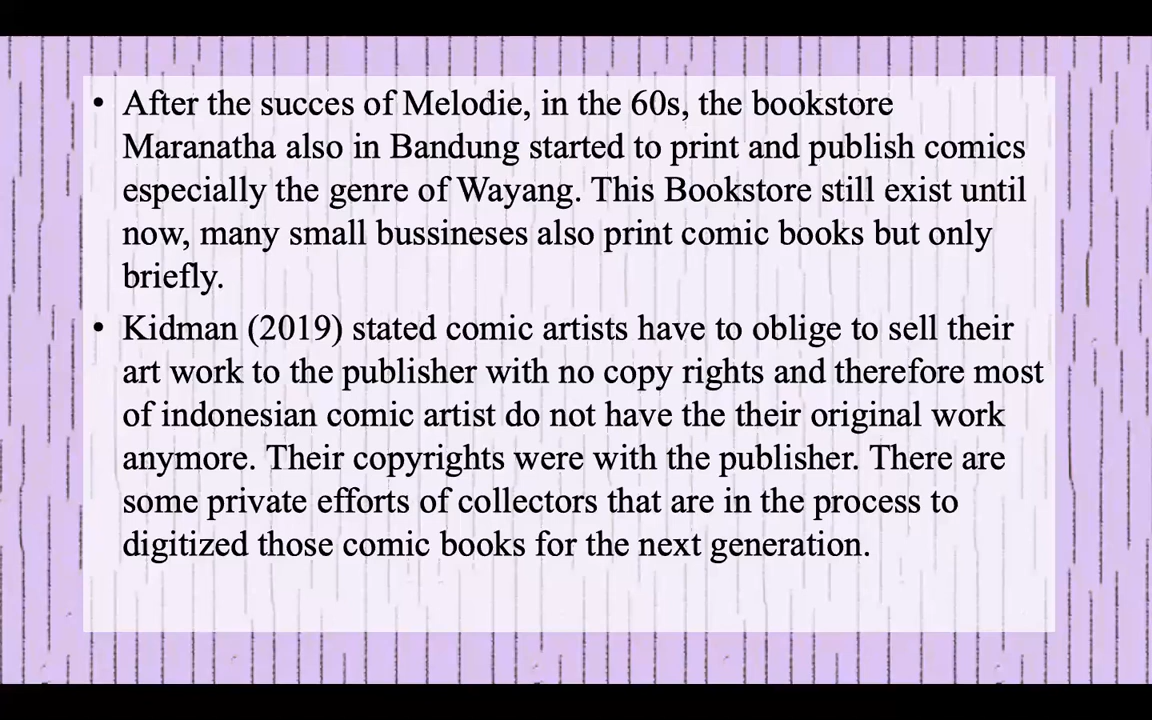 • After the succes of Melodie, in the 60s, the bookstore
Maranatha also in Bandung started to print and publish comics
especially the genre of Wayang. This Bookstore still exist until
now, many small bussineses also print comic books but only
briefly.
• Kidman (2019) stated comic artists have to oblige to sell their
art work to the publisher with no copy rights and therefore most
of indonesian comic artist do not have the their original work
anymore. Their copyrights were with the publisher. There are
some private efforts of collectors that are in the process to
digitized those comic books for the next generation.